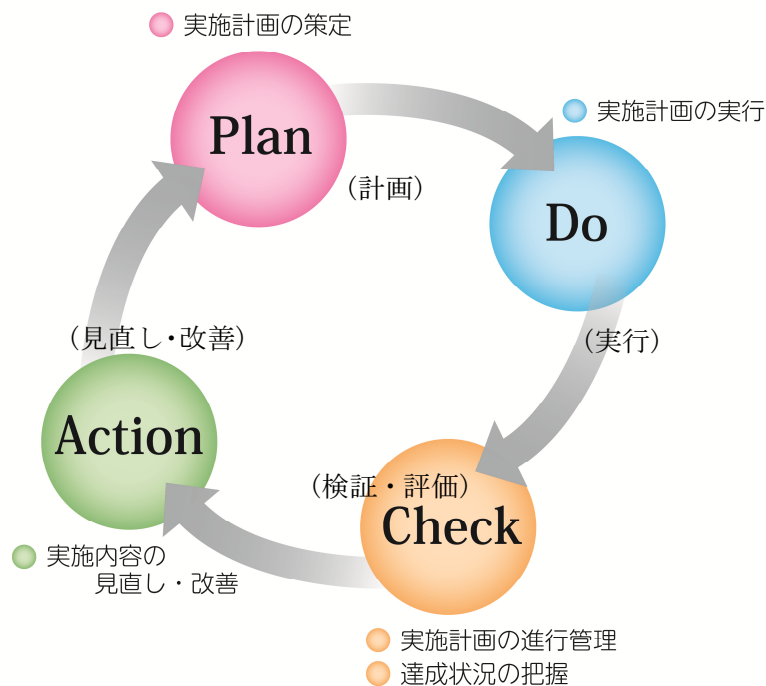 実施計画の策定
Plan
（計画）
実施計画の実行
Do
（実行）
（検証・評価）
Check
実施計画の進行管理
達成状況の把握
（見直し・改善）
Action
実施内容の
見直し・改善